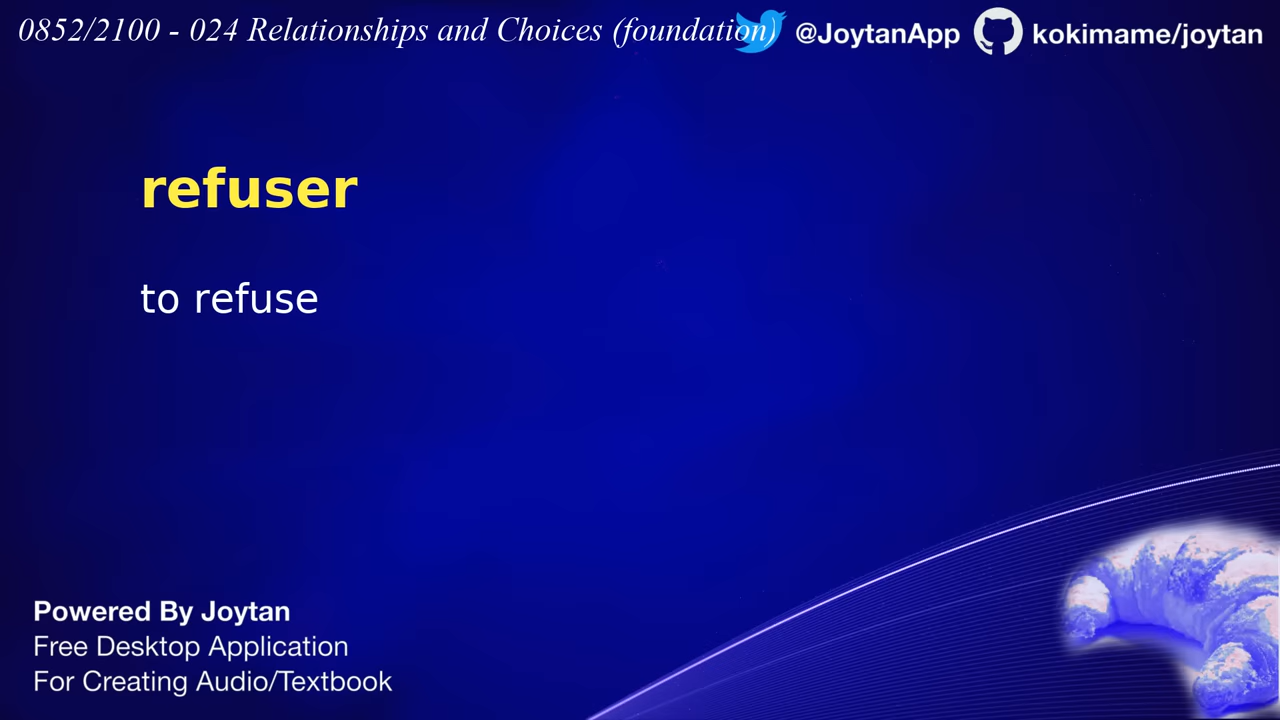 0852/2100 - 024 Relationships and Choices (foundation)
@JoytanApp
kokimame/joytan
refuser
to refuse
Powered By Joytan
Free Desktop Application
For Creating Audio/Textbook